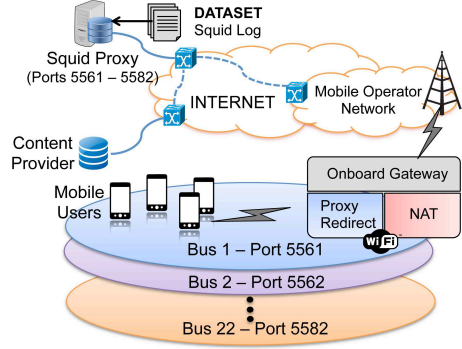 DATASET
Squid Log
Squid Proxy
(Ports 5561 – 5582)
INTERNET
Mobile Operator
Network
Content
Provider
Mobile
Users
Onboard Gateway
Proxy
Redirect
NAT
WiFi
Bus 1 – Port 5561
Bus 2 – Port 5562
Bus 22 – Port 5582